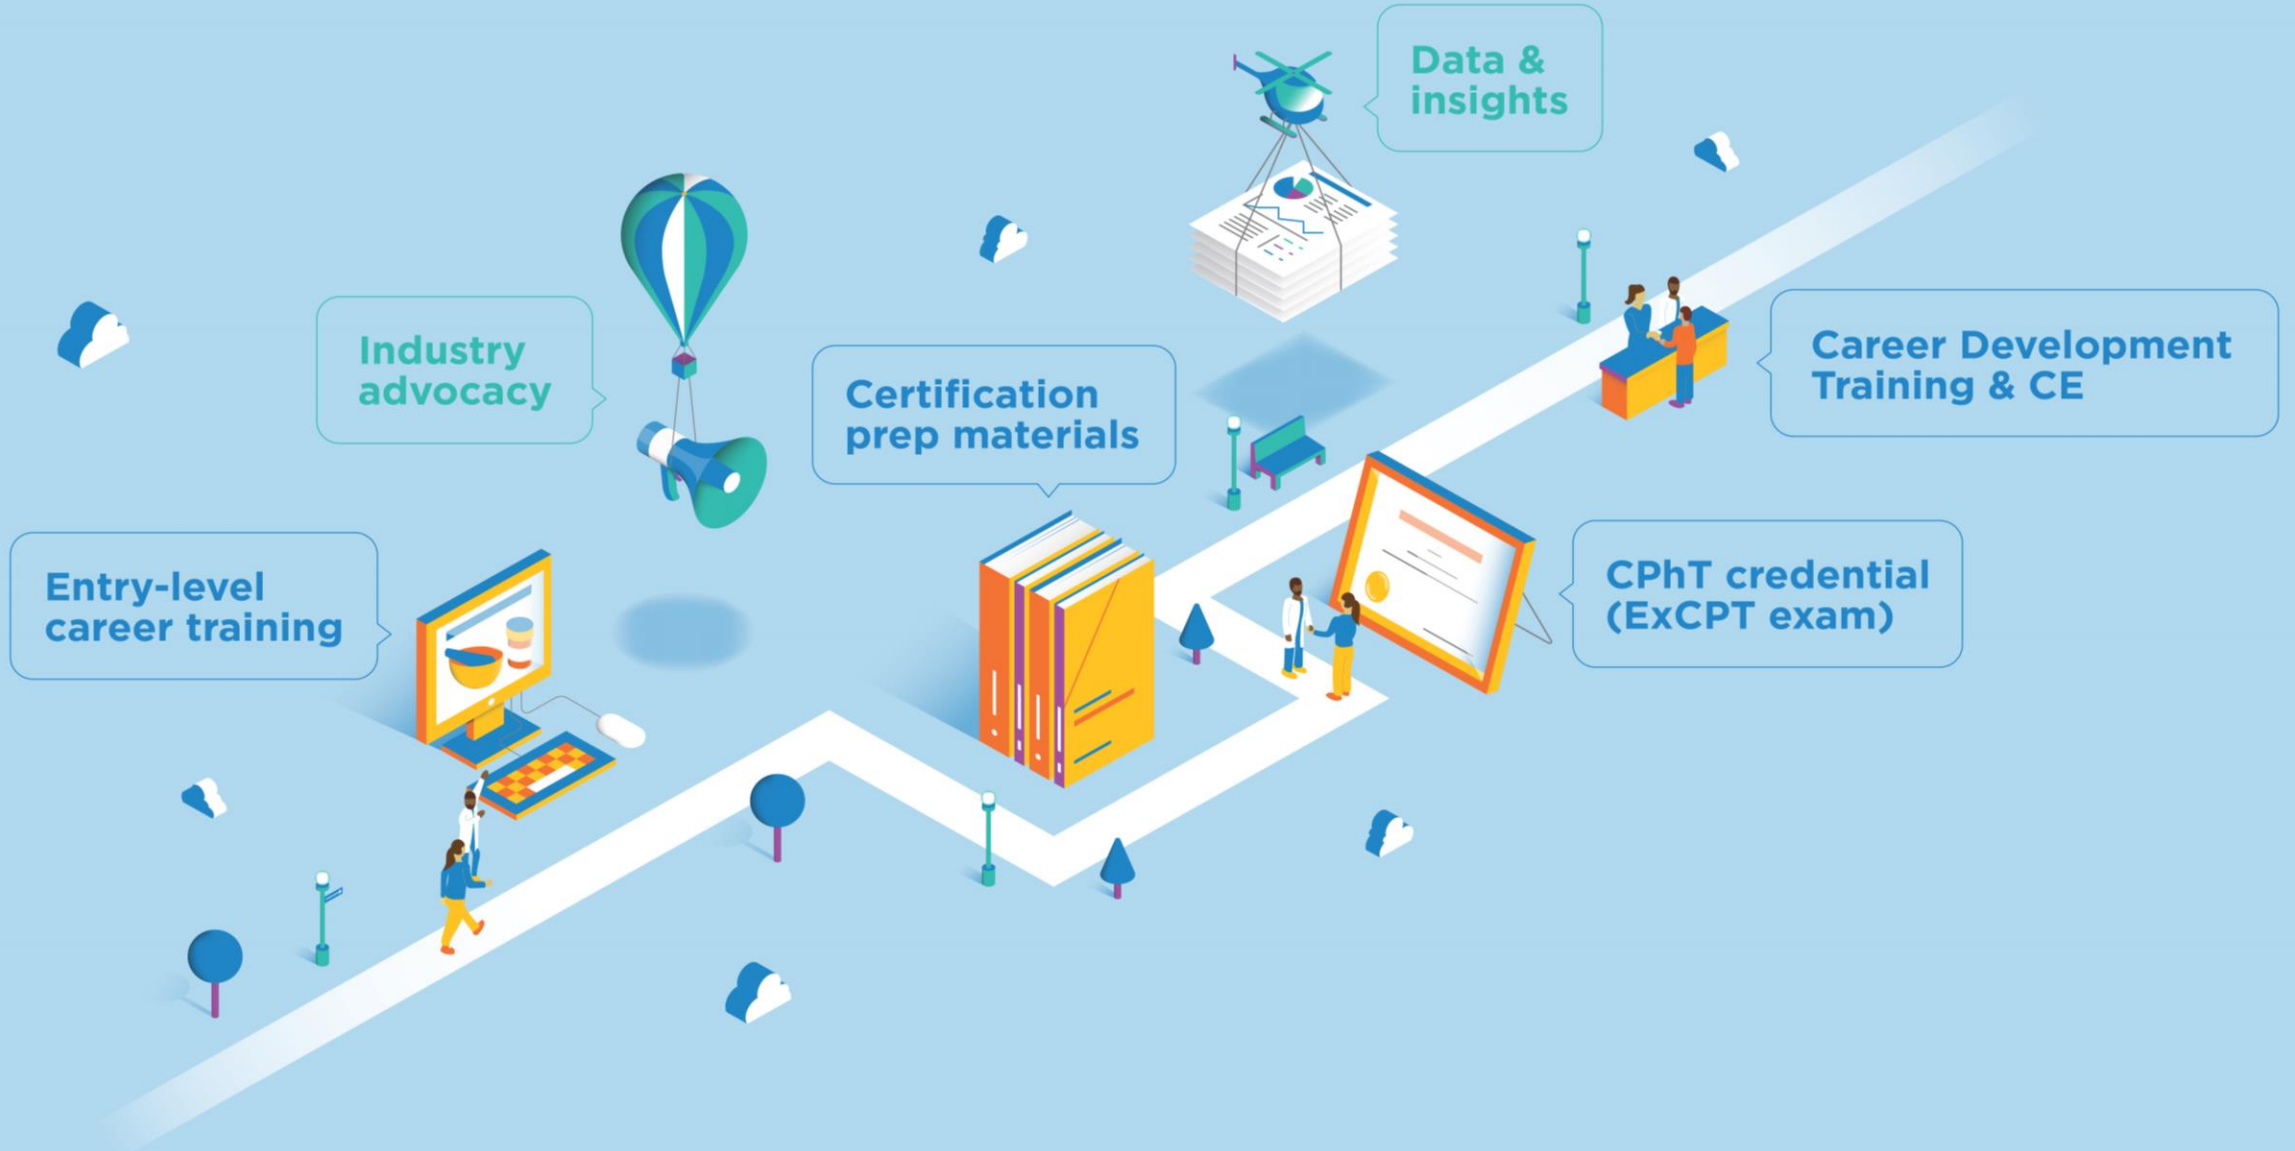 Data &
insights
Industry
advocacy
Certification
prep materials
Career Development
Training & CE
Entry-level
career training
CPhT credential
(ExCPT exam)